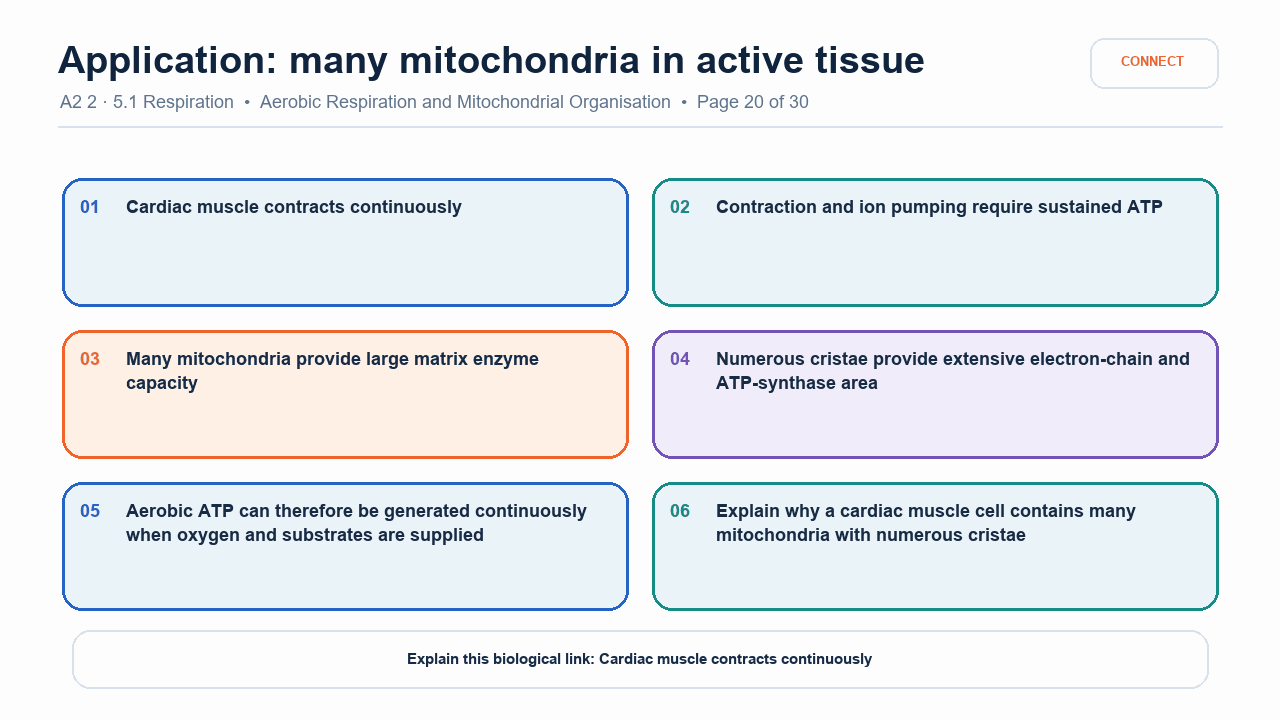 Application: many mitochondria in active tissue
CONNECT
A2 2 · 5.1 Respiration • Aerobic Respiration and Mitochondrial Organisation • Page 20 of 30
01 Cardiac muscle contracts continuously
02 Contraction and ion pumping require sustained ATP
03 Many mitochondria provide large matrix enzyme
capacity
04 Numerous cristae provide extensive electron-chain and
ATP-synthase area
05 Aerobic ATP can therefore be generated continuously
when oxygen and substrates are supplied
06 Explain why a cardiac muscle cell contains many
mitochondria with numerous cristae
Explain this biological link: Cardiac muscle contracts continuously